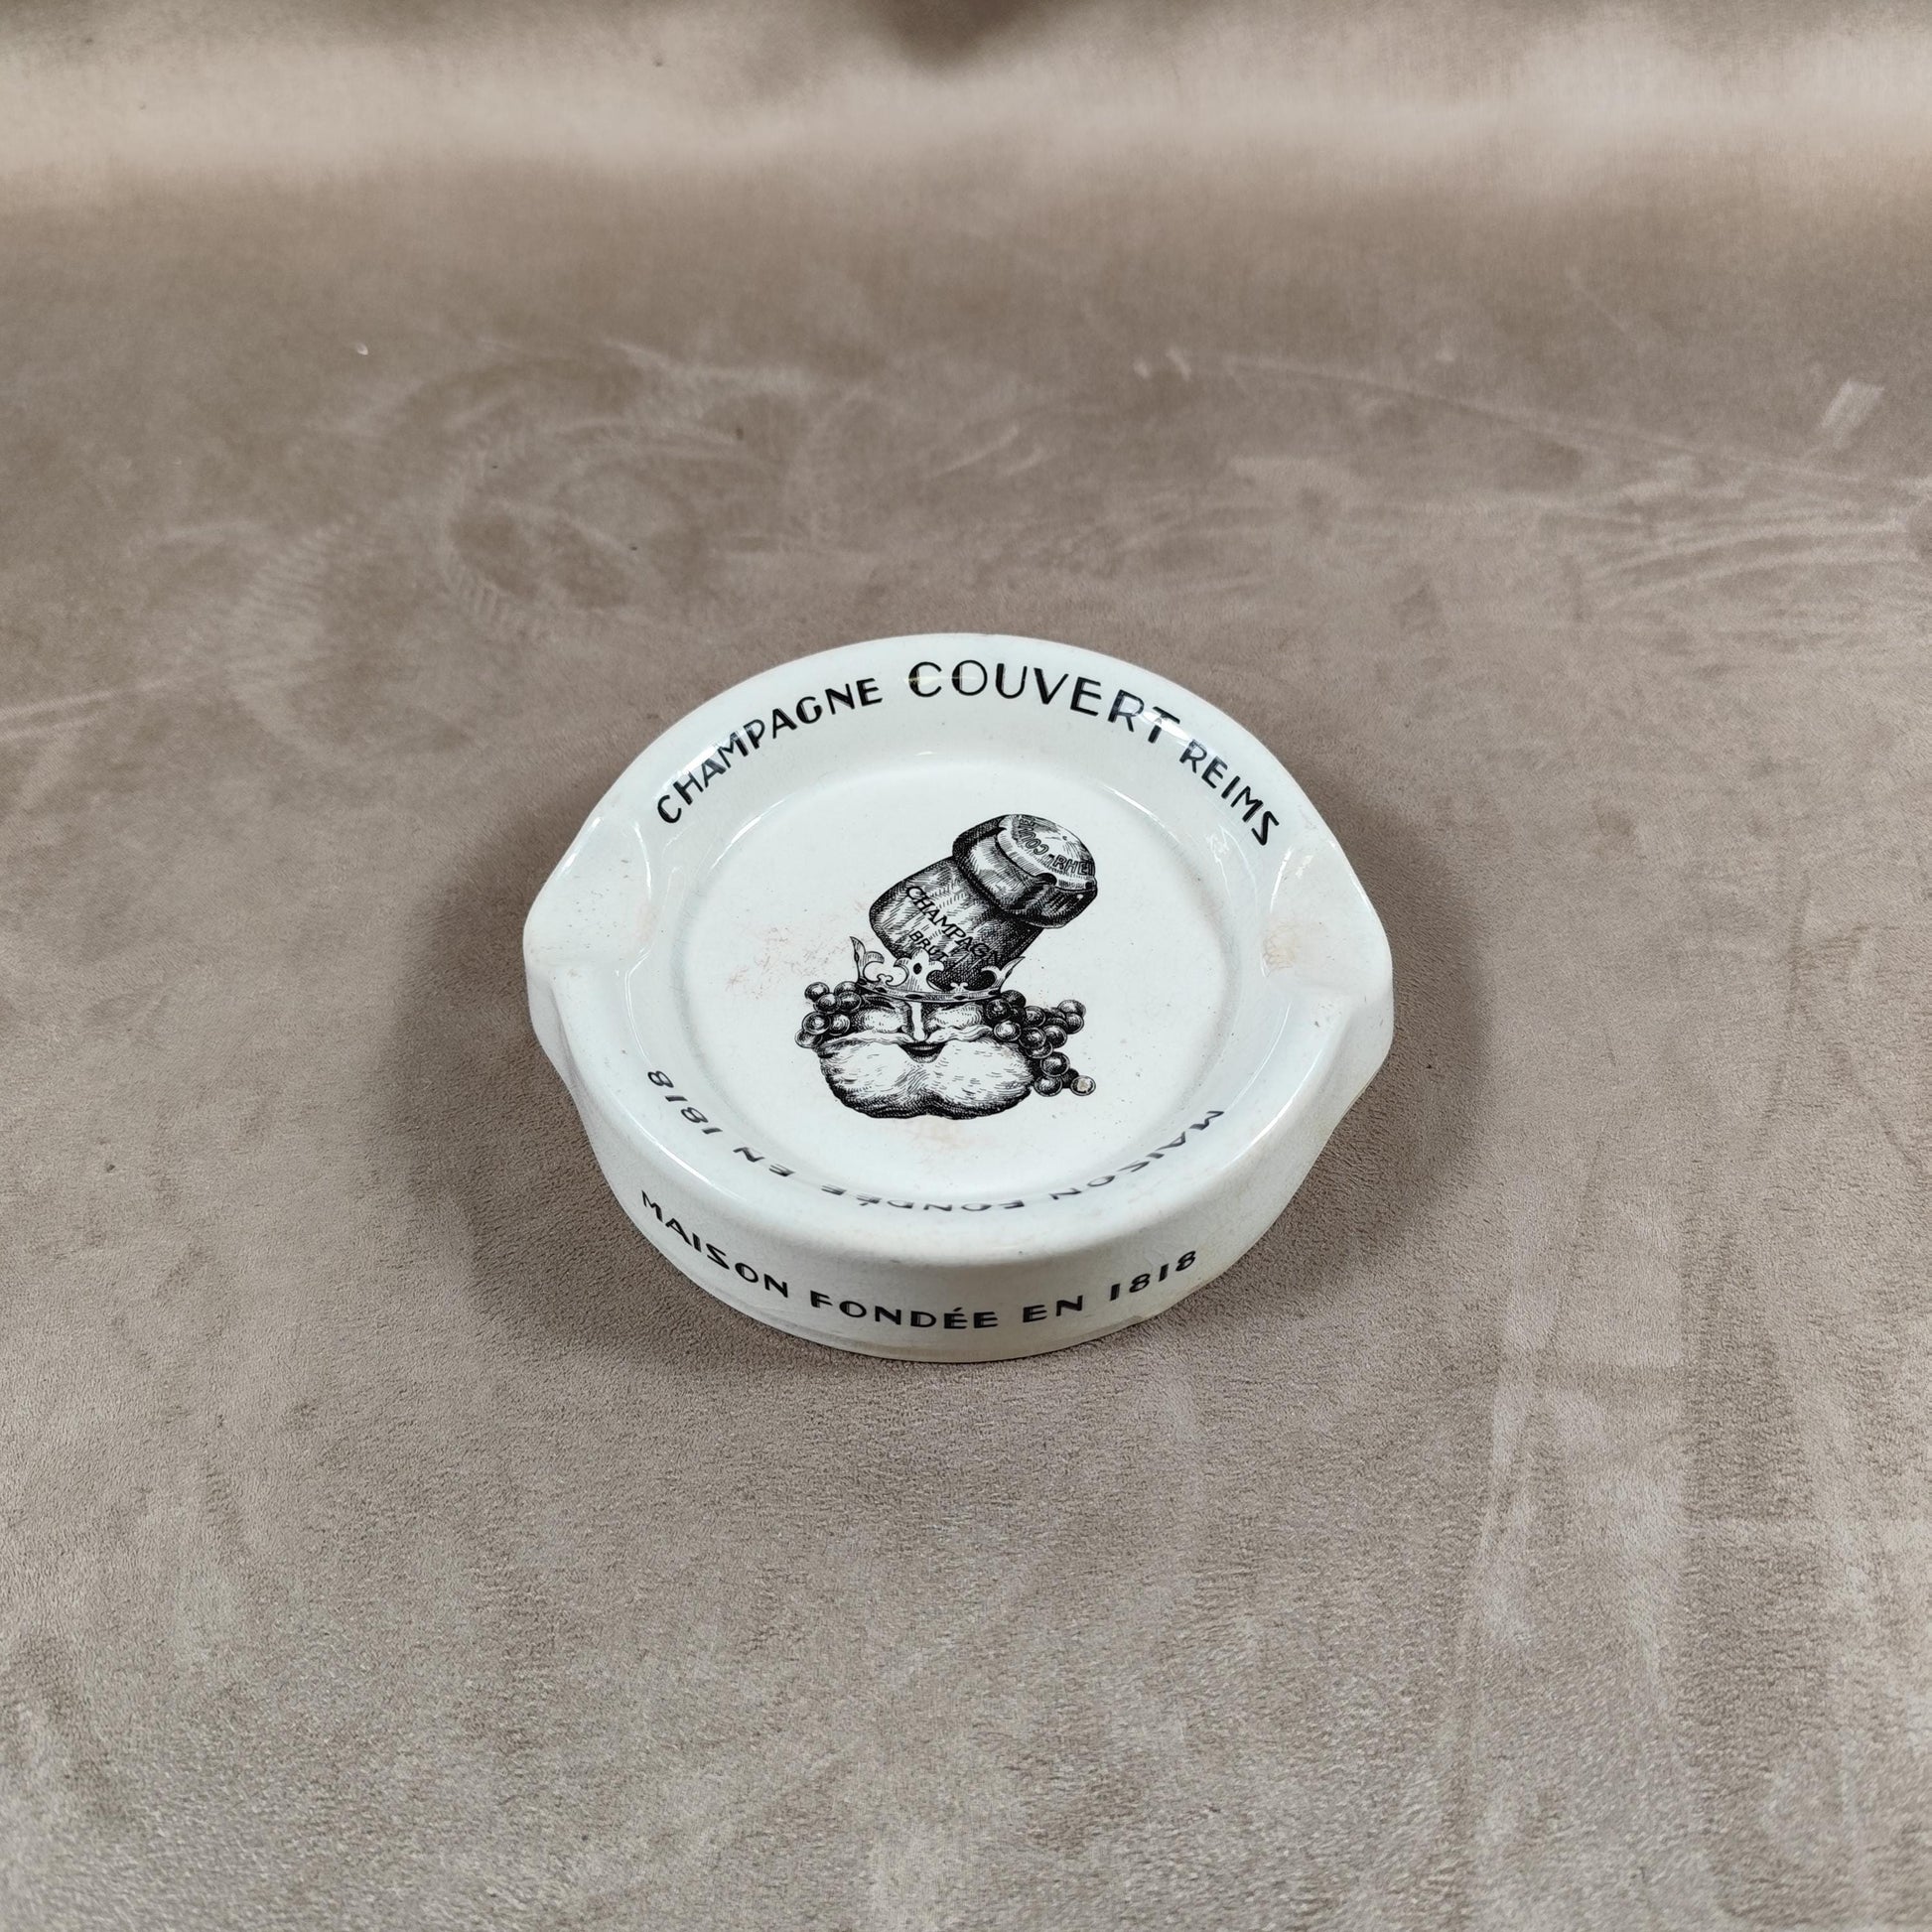 CHAMPAGNE COUVERT REIMS
CHAMPAGN
BRUT
MAISON FONDÉE EN 1818
MAISON FONDÉE EN 1818